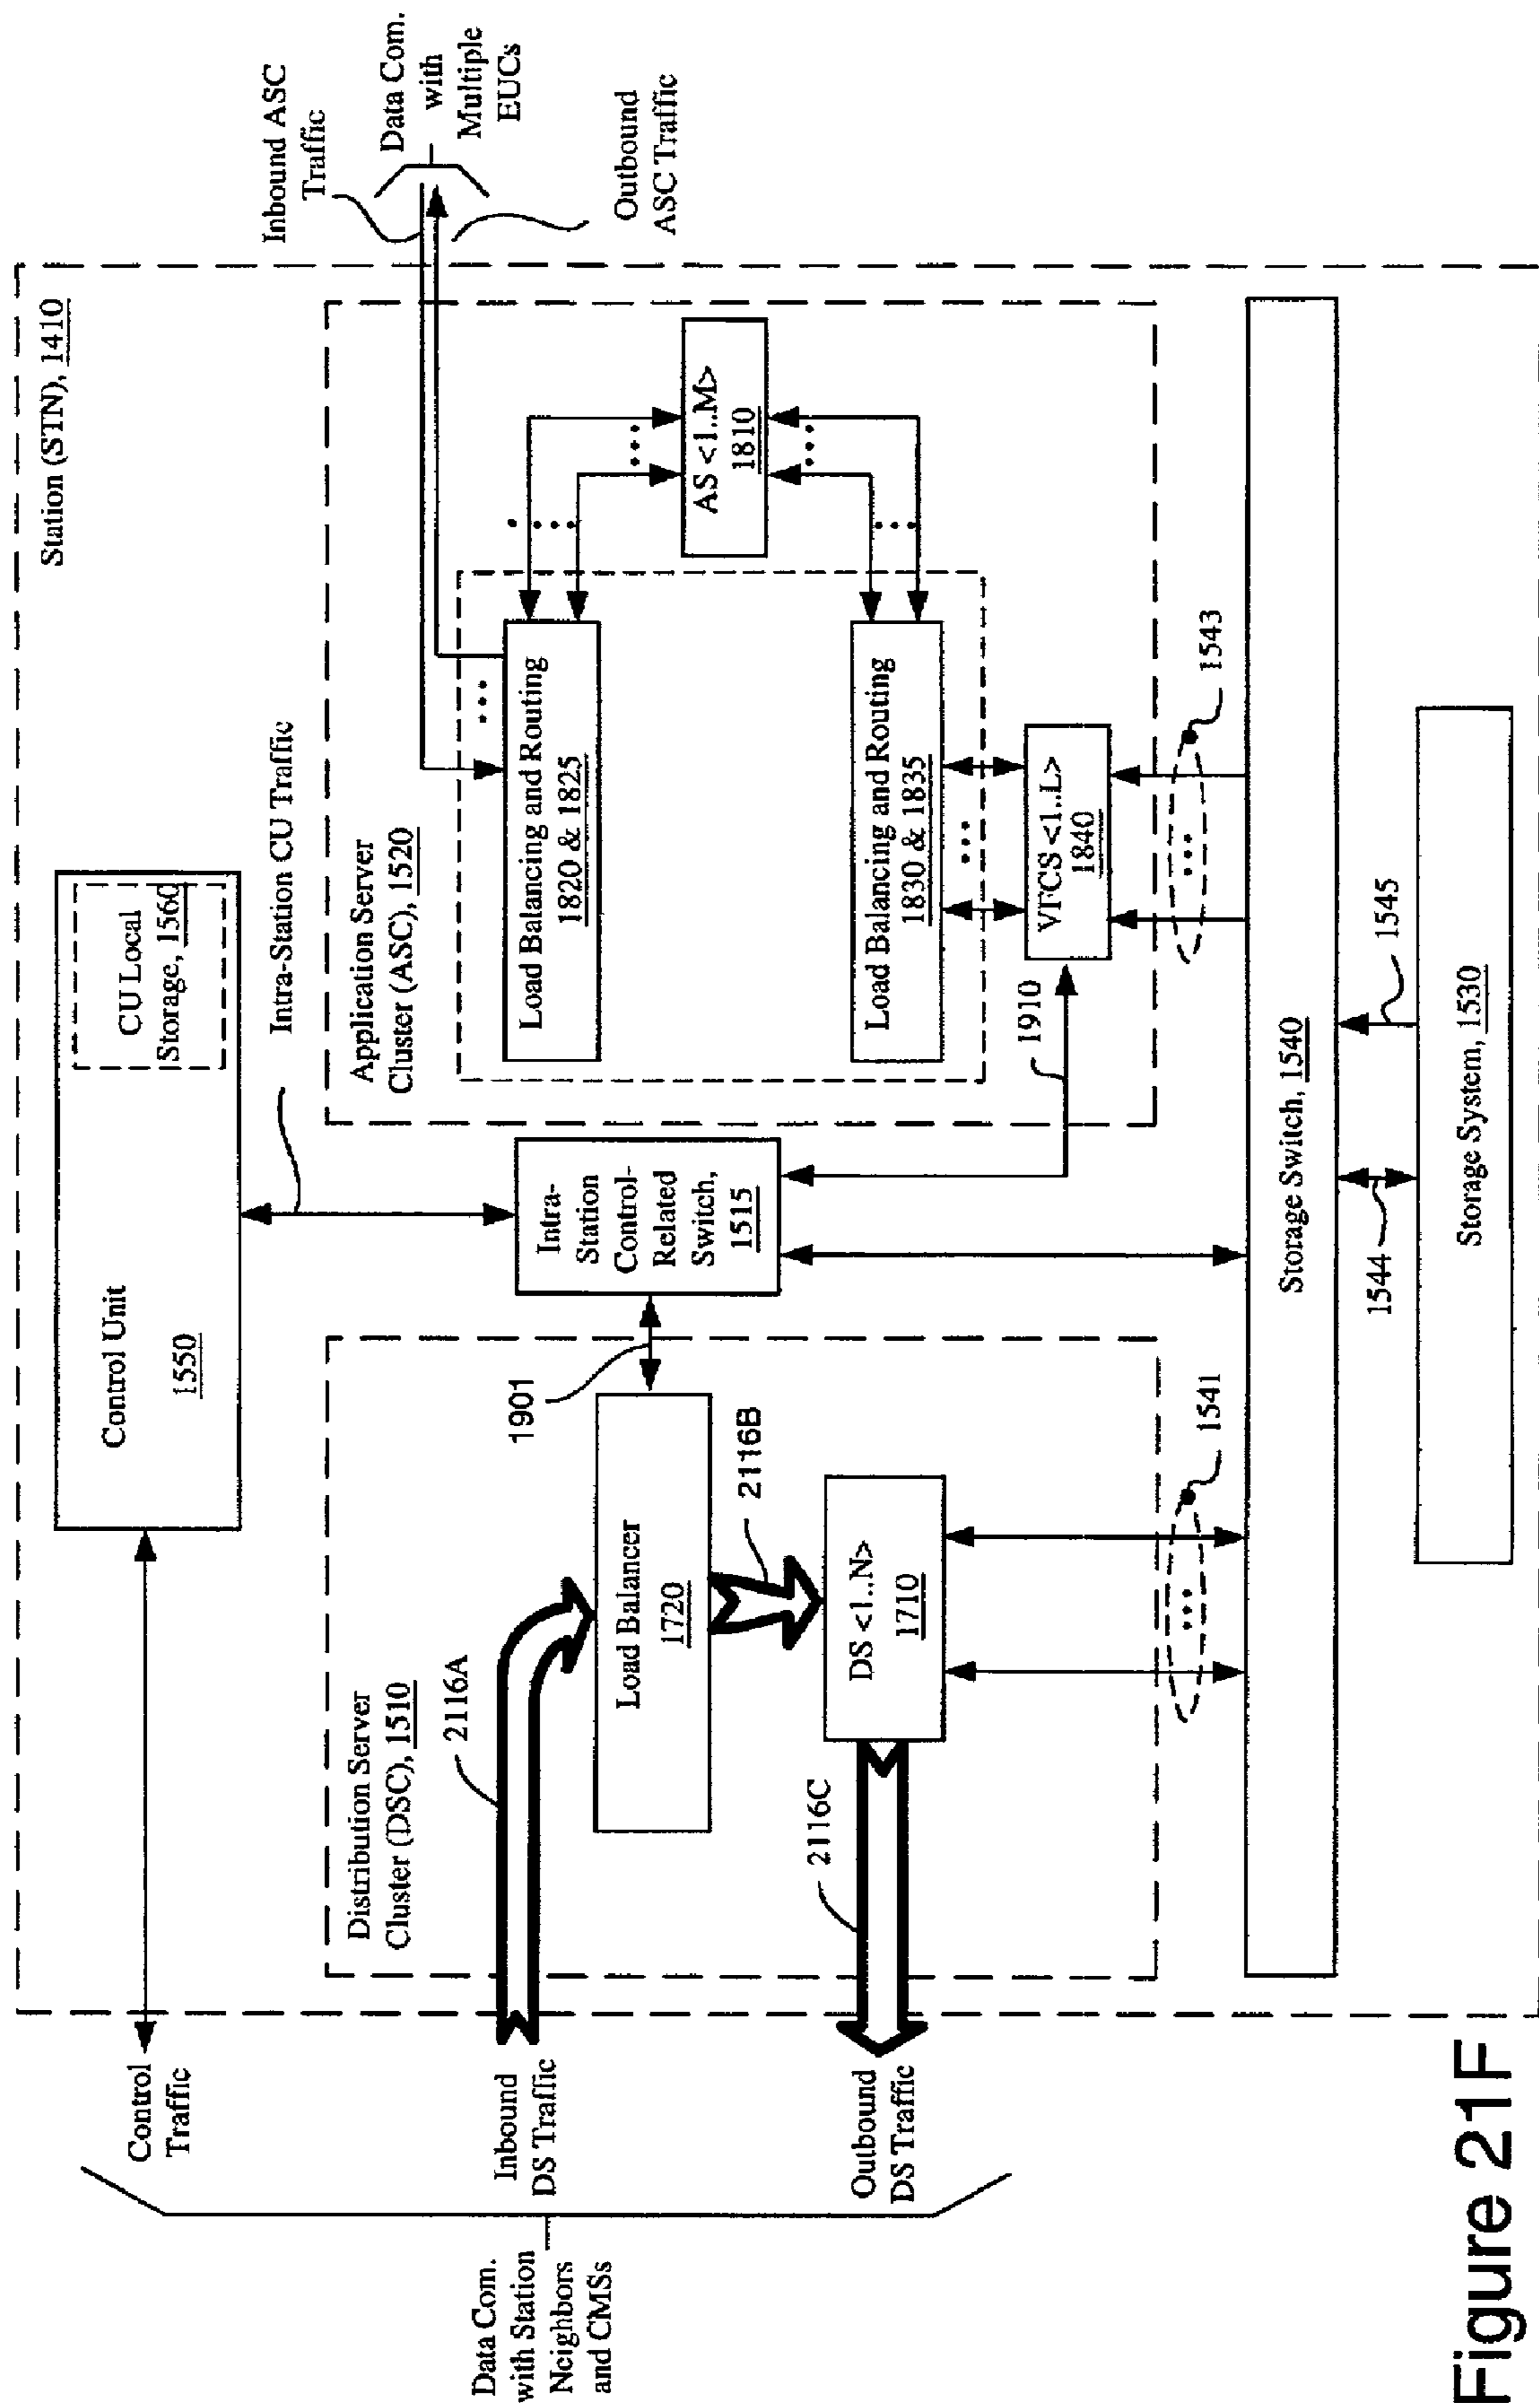 Station (STN), 1410
Control
Traffic
Control Unit
1550
CU Local
Storage, 1560
Intra-Station CU Traffic
Inbound ASC
Traffic
Data Com.
with
Multiple
EUCs
Outbound
ASC Traffic
Data Com.
with Station
Neighbors
and CMSs
Inbound
DS Traffic
Outbound
DS Traffic
Distribution Server
Cluster (DSC), 1510
2116A
Load Balancer
1720
2116B
DS <1..N>
1710
2116C
1901
Intra-
Station
Control-
Related
Switch,
1515
Application Server
Cluster (ASC), 1520
Load Balancing and Routing
1820 & 1825
AS <1..M>
1810
Load Balancing and Routing
1830 & 1835
1910
VFCS <1..L>
1840
1541
1543
Storage Switch, 1540
1544
1545
Storage System, 1530
Figure 21F